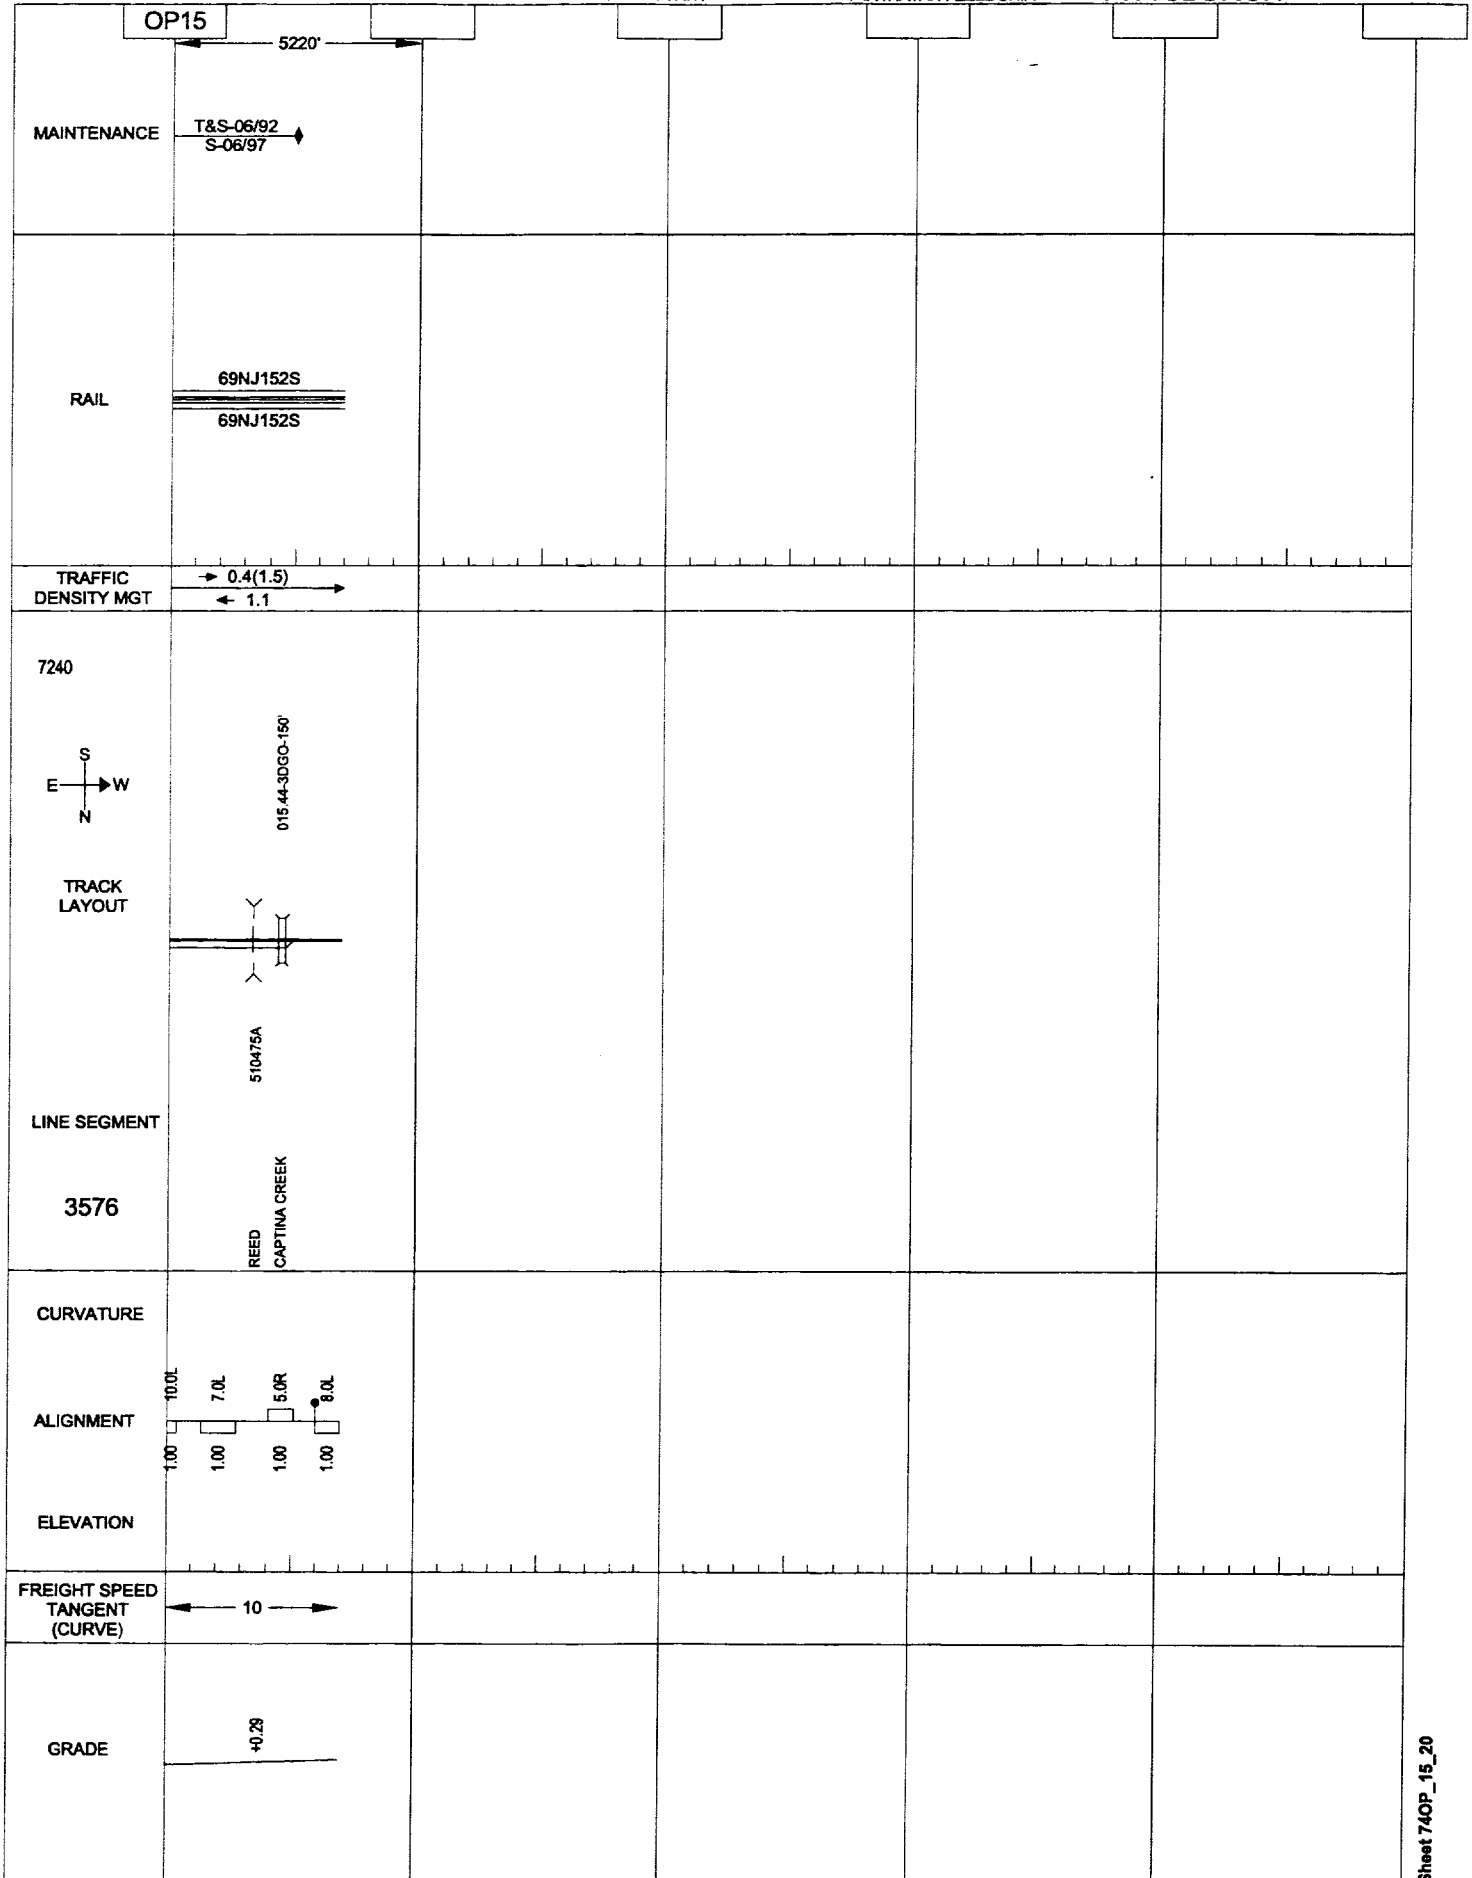 OP15
5220'
MAINTENANCE
T&S-06/92
S-06/97
RAIL
69NJ152S
69NJ152S
TRAFFIC
DENSITY MGT
0.4(1.5)
1.1
7240
S
E W
N
015.44-3DGO-150'
TRACK
LAYOUT
510475A
LINE SEGMENT
3576
REED
CAPTINA CREEK
CURVATURE
10.0L
7.0L
5.0R
8.0L
ALIGNMENT
1.00
1.00
1.00
1.00
ELEVATION
FREIGHT SPEED
TANGENT
(CURVE)
10
GRADE
+0.29
Sheet 74OP_15_20